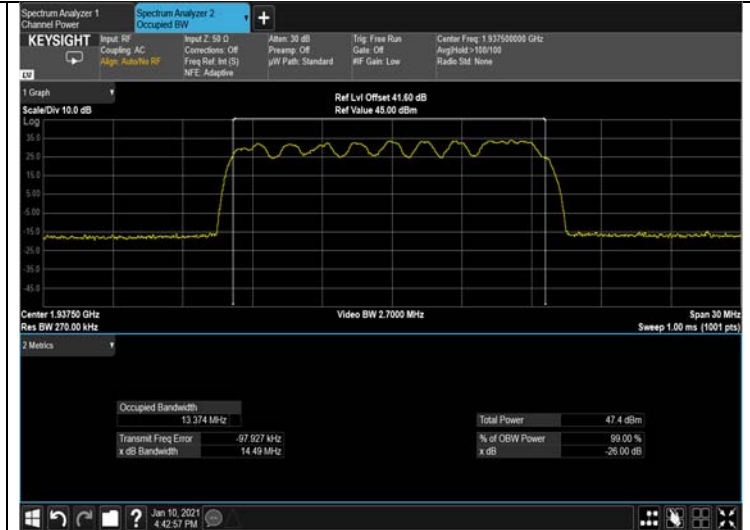 Spectrum Analyzer 1
Channel Power
Spectrum Analyzer 2
Occupied BW
+
KEYSIGHT
Input: RF
Coupling: AC
Align: Auto/No RF
Input Z: 50 Ω
Corrections: Off
Freq Ref: Int (S)
NFE: Adaptive
Atten: 30 dB
Preamp: Off
µW Path: Standard
Trig: Free Run
Gate: Off
#IF Gain: Low
Center Freq: 1.937500000 GHz
Avg|Hold:>100/100
Radio Std: None
1 Graph
Scale/Div 10.0 dB
Ref Lvl Offset 41.60 dB
Ref Value 45.00 dBm
Log
35.0
25.0
15.0
5.00
-5.00
-15.0
-25.0
-35.0
-45.0
Center 1.93750 GHz
Res BW 270.00 kHz
Video BW 2.7000 MHz
Span 30 MHz
Sweep 1.00 ms (1001 pts)
2 Metrics
Occupied Bandwidth
13.374 MHz
Transmit Freq Error -97.927 kHz
x dB Bandwidth 14.49 MHz
Total Power 47.4 dBm
% of OBW Power 99.00 %
x dB -26.00 dB
?
Jan 10, 2021
4:42:57 PM